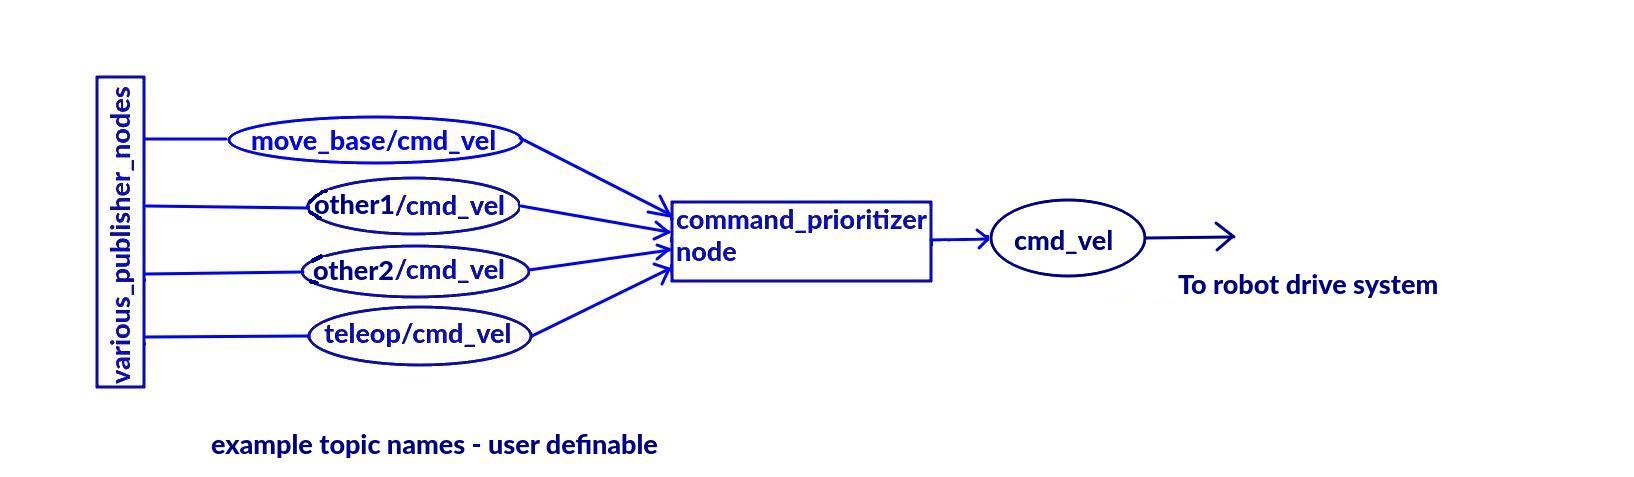 various_publisher_nodes
move_base/cmd_vel
other1/cmd_vel
other2/cmd_vel
teleop/cmd_vel
command_prioritizer
node
cmd_vel
To robot drive system
example topic names - user definable